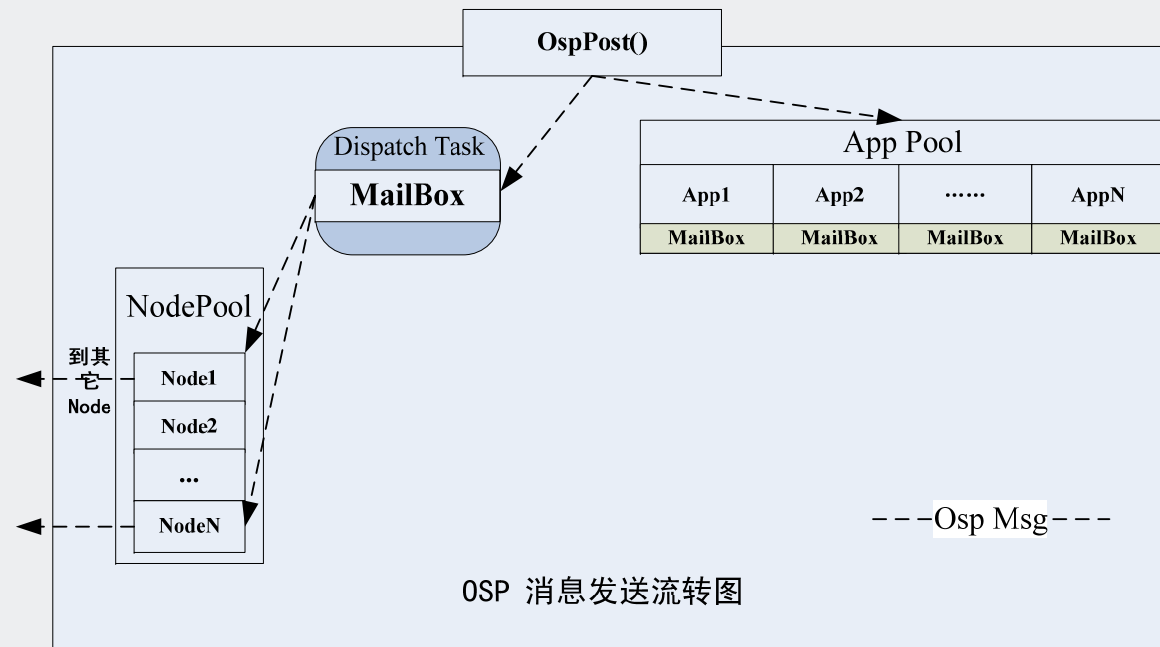 OspPost()
Dispatch Task
MailBox
App Pool
App1 App2 ...... AppN
MailBox MailBox MailBox MailBox
NodePool
到其
它
Node
Node1
Node2
...
NodeN
Osp Msg
OSP 消息发送流转图